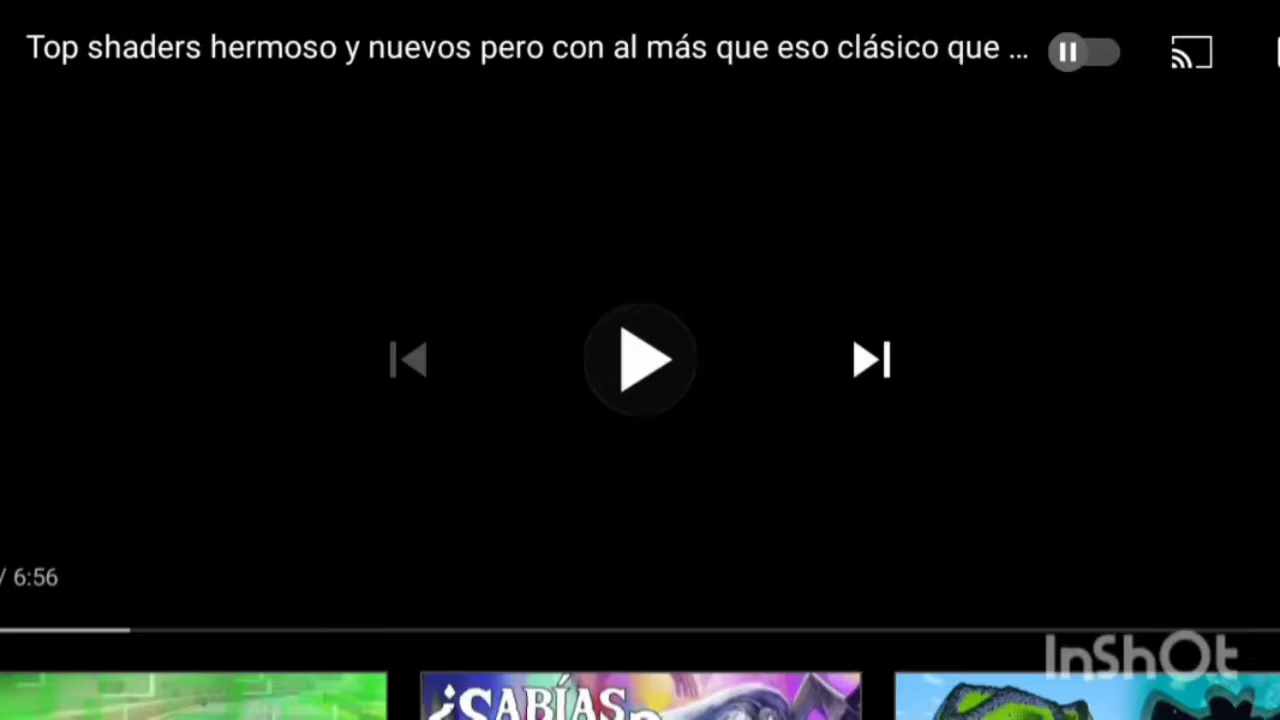 Top shaders hermoso y nuevos pero con al más que eso clásico que ...
/ 6:56
InShOt
¿SABÍAS